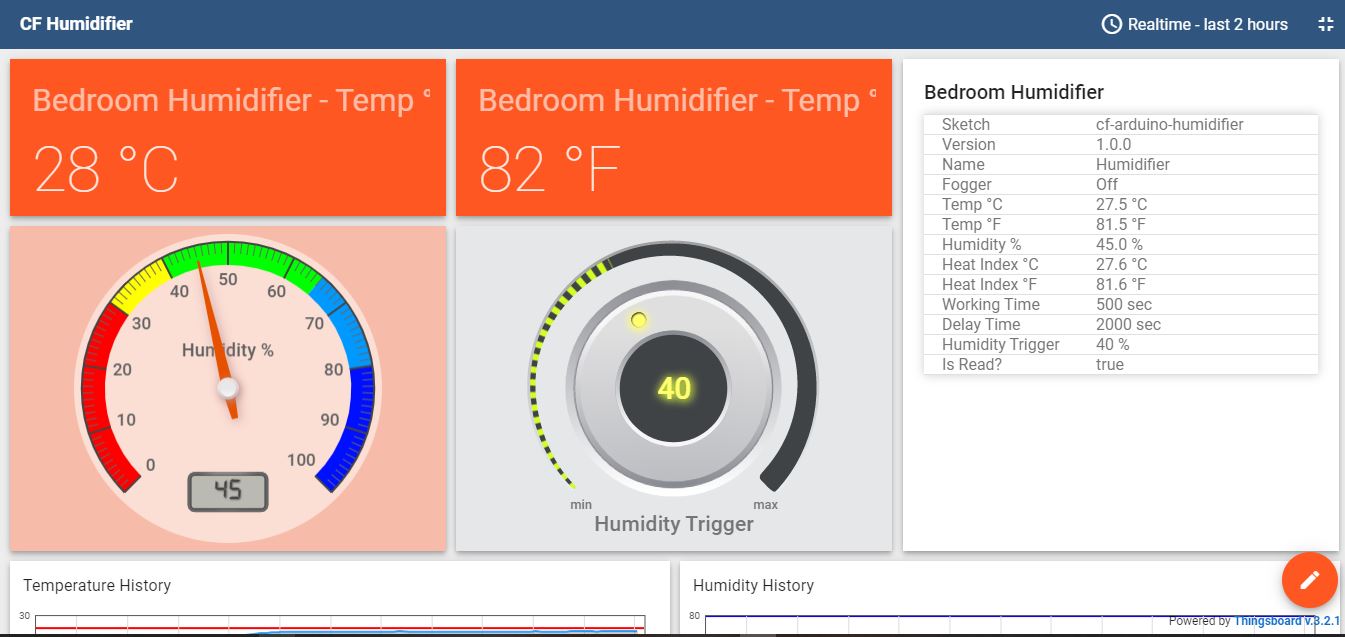 CF Humidifier
Realtime - last 2 hours
Bedroom Humidifier - Temp °
28 °C
Bedroom Humidifier - Temp °
82 °F
Bedroom Humidifier
Sketch cf-arduino-humidifier
Version 1.0.0
Name Humidifier
Fogger Off
Temp °C 27.5 °C
Temp °F 81.5 °F
Humidity % 45.0 %
Heat Index °C 27.6 °C
Heat Index °F 81.6 °F
Working Time 500 sec
Delay Time 2000 sec
Humidity Trigger 40 %
Is Read? true
0
10
20
30
40
50
60
70
80
90
100
Humidity %
45
40
min
max
Humidity Trigger
Temperature History
30
Humidity History
80
Powered by Thingsboard v.3.2.1